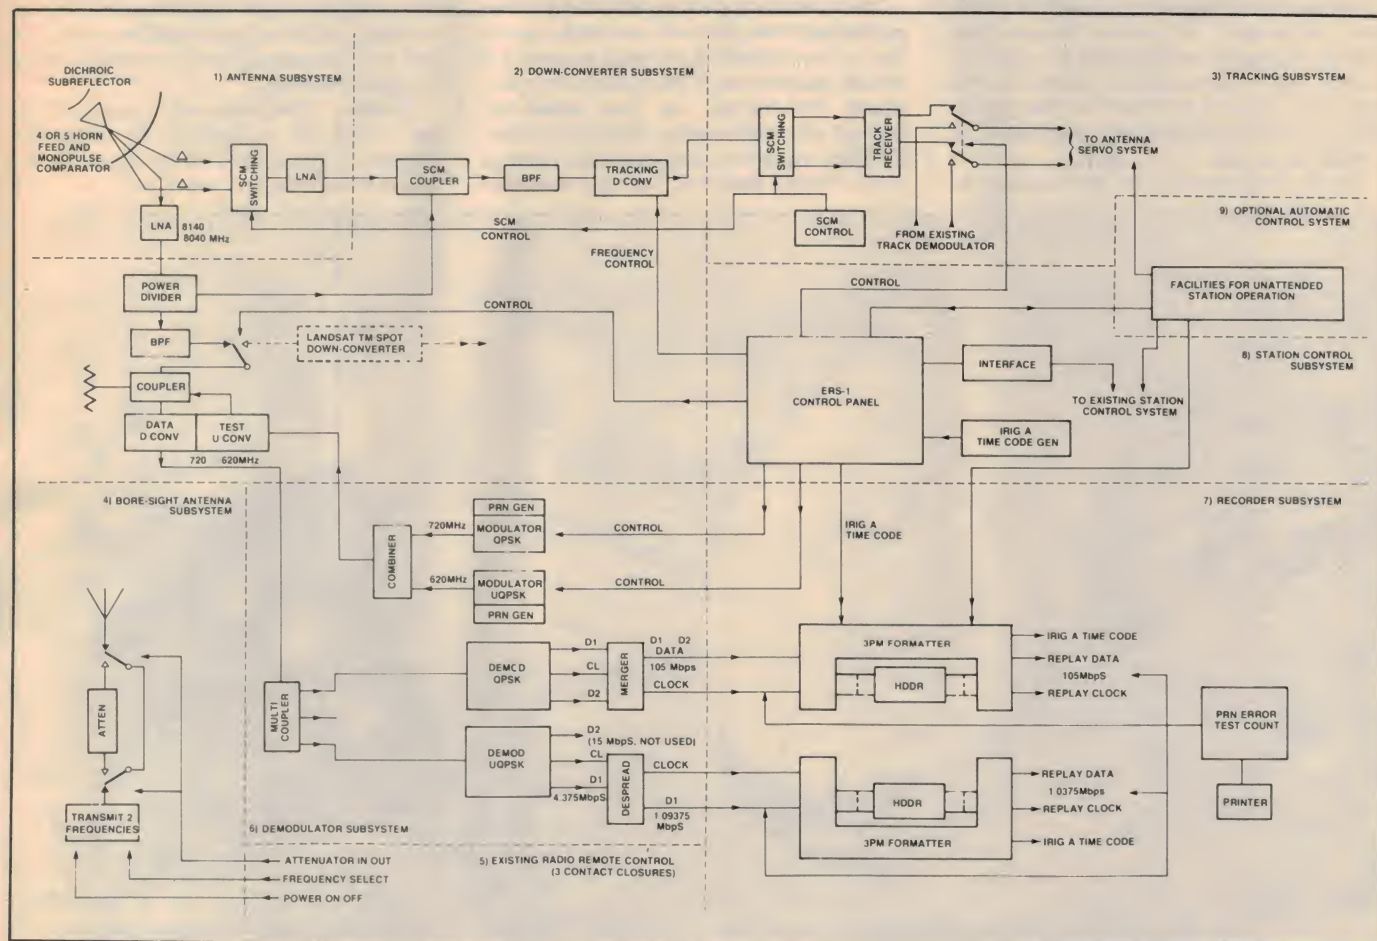 DICHROIC
SUBREFLECTOR
1) ANTENNA SUBSYSTEM
4 OR 5 HORN
FEED AND
MONOPULSE
COMPARATOR
SCM
SWITCHING
LNA
LNA
8140
8040 MHz
2) DOWN-CONVERTER SUBSYSTEM
SCM
COUPLER
BPF
TRACKING
D CONV
SCM
CONTROL
FREQUENCY
CONTROL
POWER
DIVIDER
BPF
CONTROL
LANDSAT TM SPOT
DOWN-CONVERTER
COUPLER
DATA
D CONV
TEST
U CONV
720
620MHz
3) TRACKING SUBSYSTEM
SCM
SWITCHING
TRACK
RECEIVER
TO ANTENNA
SERVO SYSTEM
SCM
CONTROL
FROM EXISTING
TRACK DEMODULATOR
9) OPTIONAL AUTOMATIC
CONTROL SYSTEM
FACILITIES FOR UNATTENDED
STATION OPERATION
CONTROL
8) STATION CONTROL
SUBSYSTEM
ERS-1
CONTROL PANEL
INTERFACE
TO EXISTING STATION
CONTROL SYSTEM
IRIG A
TIME CODE GEN
4) BORE-SIGHT ANTENNA
SUBSYSTEM
ATTEN
TRANSMIT 2
FREQUENCIES
COMBINER
720MHz
PRN GEN
MODULATOR
QPSK
CONTROL
620MHz
MODULATOR
UQPSK
PRN GEN
CONTROL
IRIG A
TIME CODE
MULTI
COUPLER
DEMCD
QPSK
D1
CL
D2
MERGER
D1 D2
DATA
105 Mbps
CLOCK
DEMOD
UQPSK
D2
(15 MbpS, NOT USED)
CL
D1
4.375MbpS
DESPREAD
CLOCK
D1
1 09375
MbpS
6) DEMODULATOR SUBSYSTEM
5) EXISTING RADIO REMOTE CONTROL
(3 CONTACT CLOSURES)
ATTENUATOR IN OUT
FREQUENCY SELECT
POWER ON OFF
7) RECORDER SUBSYSTEM
3PM FORMATTER
HDDR
IRIG A TIME CODE
REPLAY DATA
105MbpS
REPLAY CLOCK
PRN ERROR
TEST COUNT
PRINTER
HDDR
3PM FORMATTER
REPLAY DATA
1 0375Mbps
REPLAY CLOCK
IRIG A TIME CODE